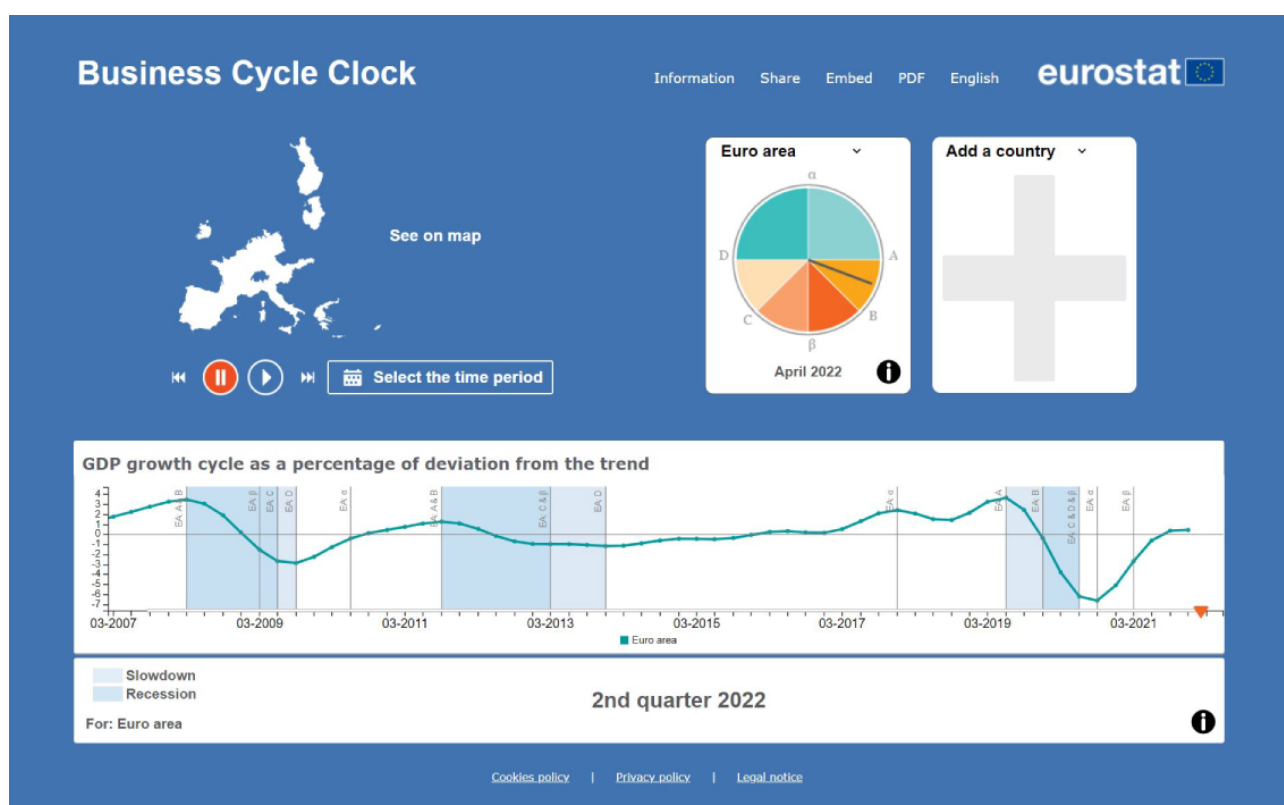 Business Cycle Clock
Information Share Embed PDF English eurostat
See on map
Select the time period
Euro area
α
D A
C B
β
April 2022
Add a country
GDP growth cycle as a percentage of deviation from the trend
4
3
2
1
0
-1
-2
-3
-4
-5
-6
-7
EA: A & B
EA: β
EA: C
EA: D
EA: α
EA: A & B
EA: C & β
EA: D
EA: α
EA: A
EA: B
EA: C & D & β
EA: α
EA: β
03-2007 03-2009 03-2011 03-2013 03-2015 03-2017 03-2019 03-2021
Euro area
Slowdown
Recession
For: Euro area
2nd quarter 2022
Cookies policy | Privacy policy | Legal notice